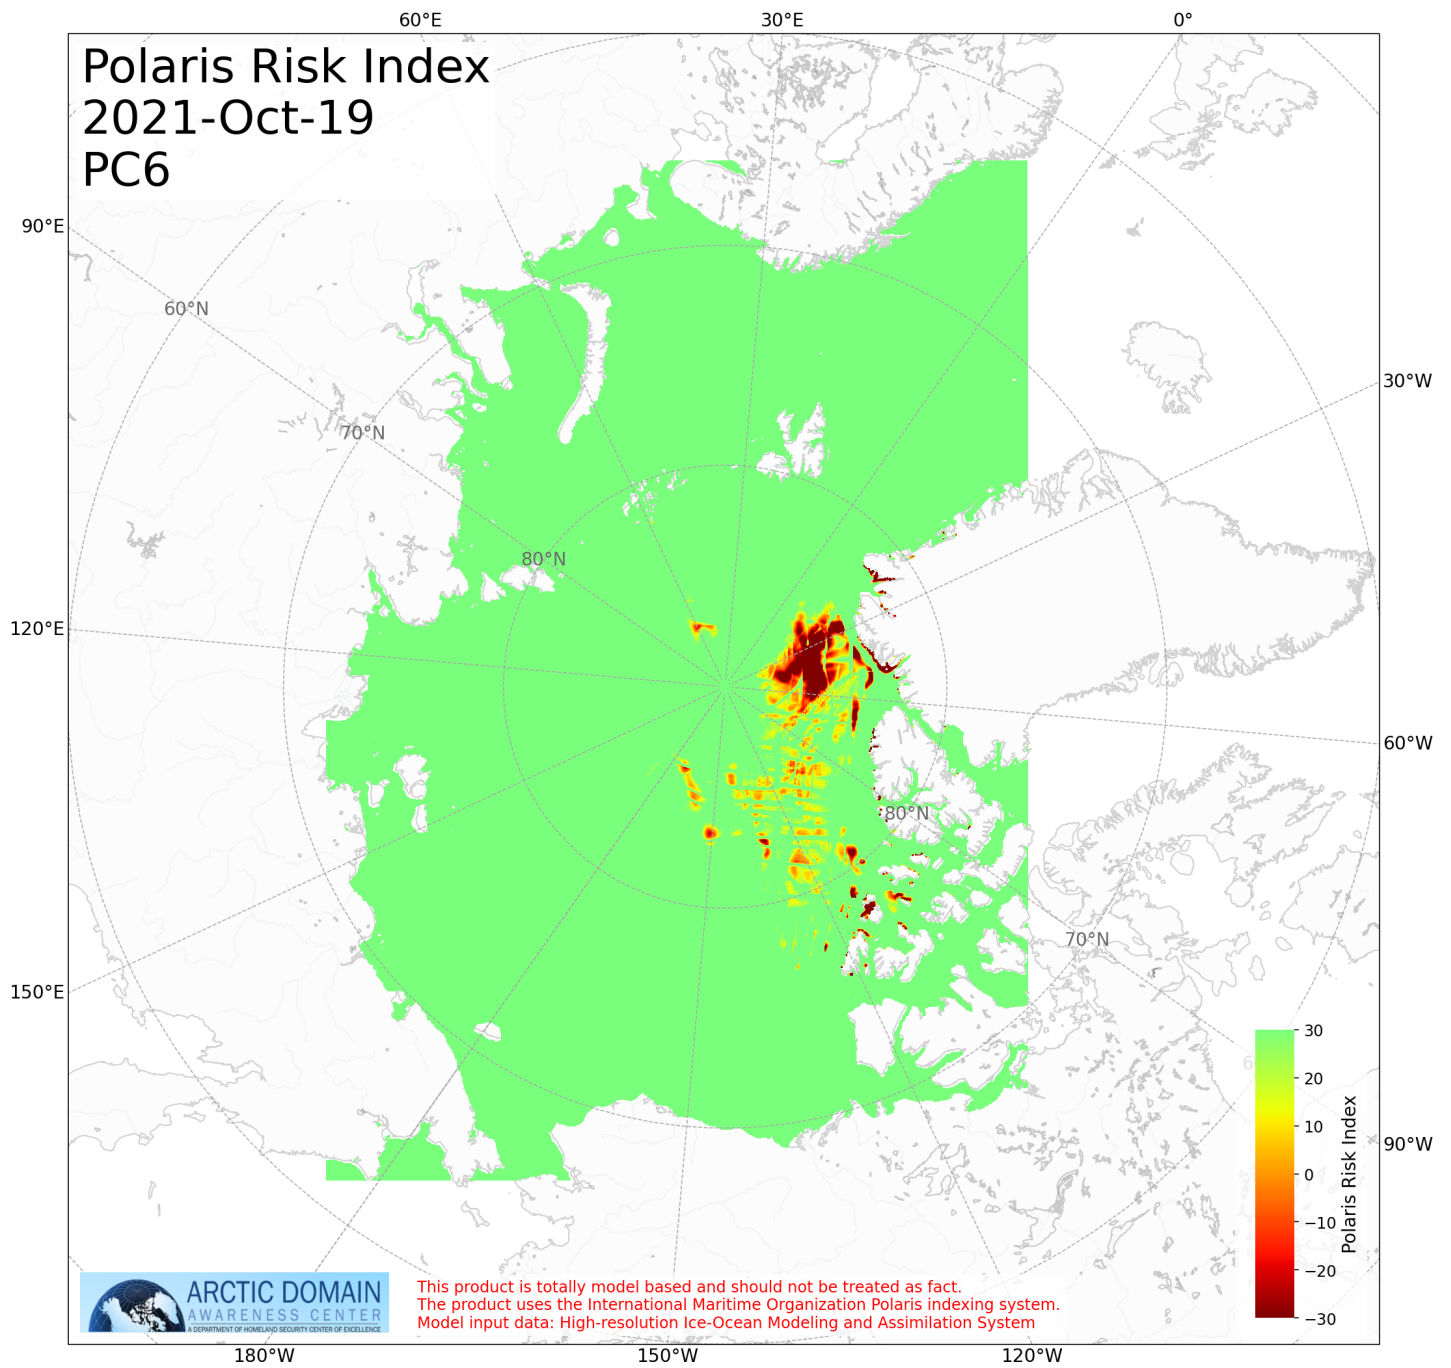 60°E 30°E 0°
Polaris Risk Index
2021-Oct-19
PC6
90°E
60°N
30°W
70°N
80°N
120°E
60°W
80°N
70°N
150°E
30
20
10
0
−10
−20
−30
Polaris Risk Index
90°W
ARCTIC DOMAIN
AWARENESS CENTER
A DEPARTMENT OF HOMELAND SECURITY CENTER OF EXCELLENCE
This product is totally model based and should not be treated as fact.
The product uses the International Maritime Organization Polaris indexing system.
Model input data: High-resolution Ice-Ocean Modeling and Assimilation System
180°W 150°W 120°W